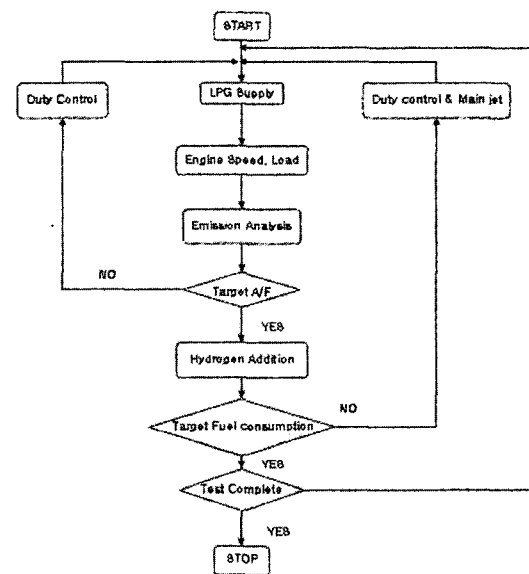 START
Duty Control
LPG Supply
Duty control & Main jet
Engine Speed, Load
Emission Analysis
NO
Target A/F
YES
Hydrogen Addition
NO
Target Fuel consumption
YES
Test Complete
YES
STOP